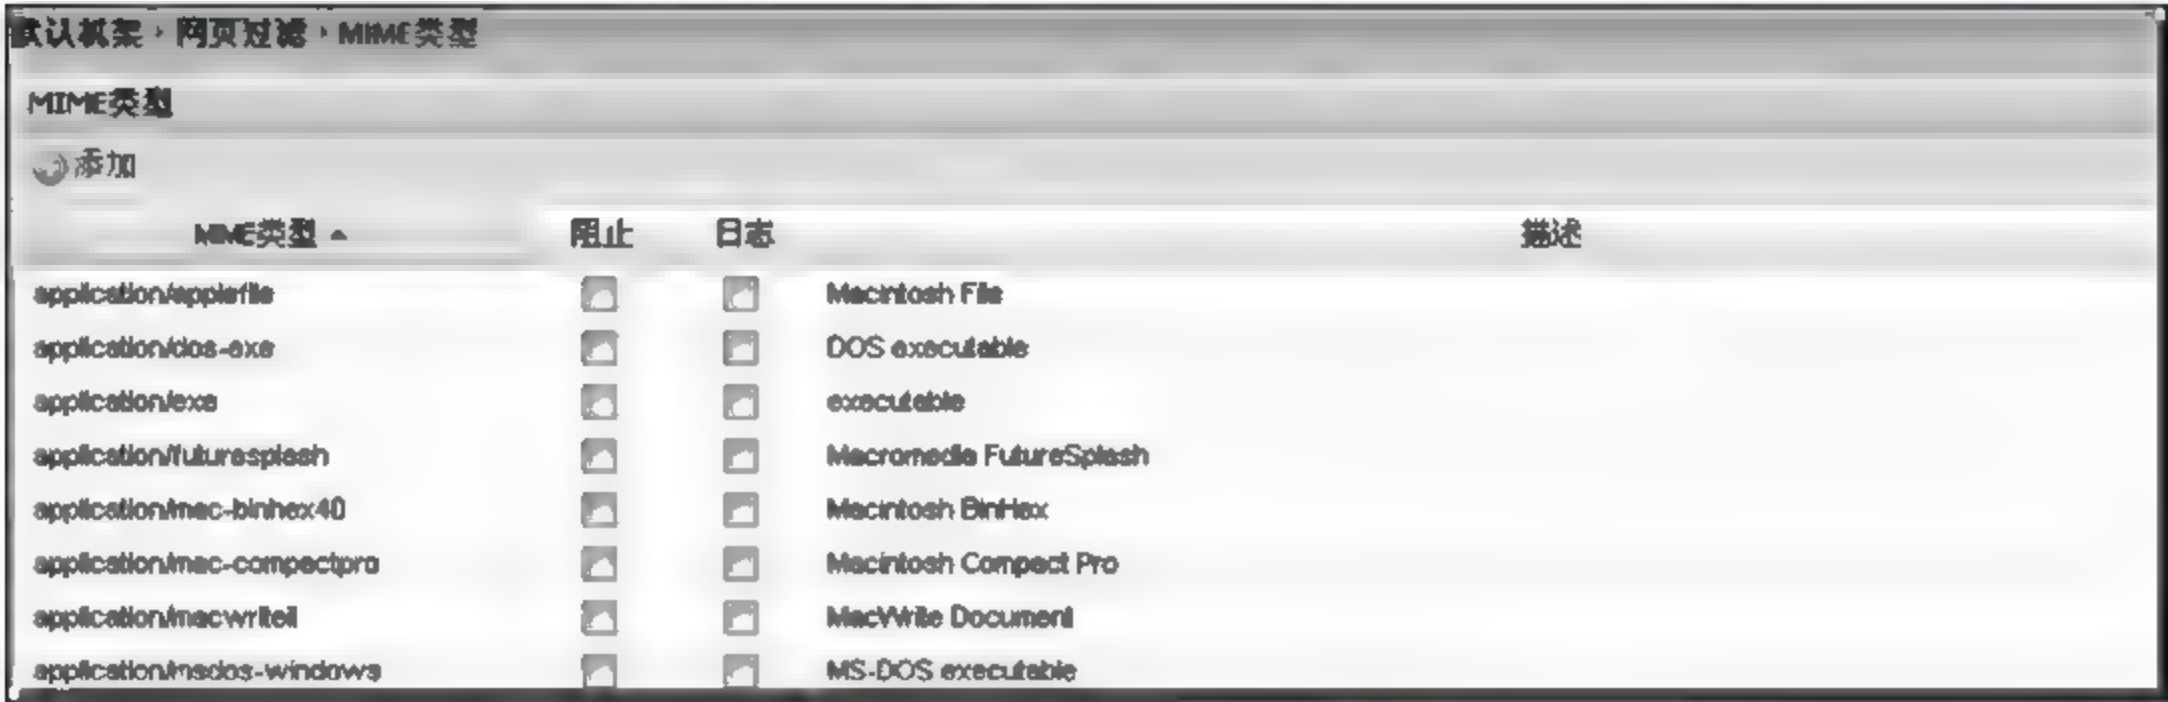 默认机架 › 网页过滤 › MIME类型
MIME类型
添加
MIME类型 ▲ 阻止 日志 描述
application/applefile Macintosh File
application/dos-exe DOS executable
application/exe executable
application/futuresplash Macromedia FutureSplash
application/mac-binhex40 Macintosh BinHex
application/mac-compactpro Macintosh Compact Pro
application/macwriteii MacWrite Document
application/msdos-windows MS-DOS executable